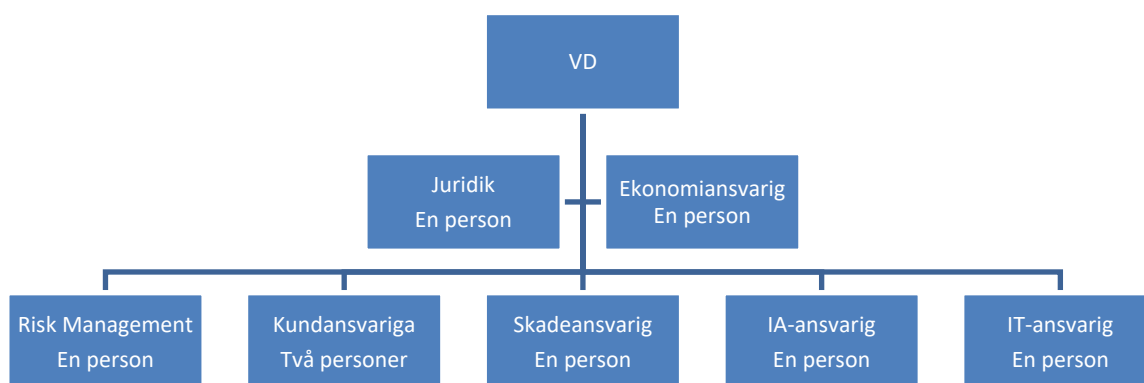 VD
Juridik
En person
Ekonomiansvarig
En person
Risk Management
En person
Kundansvariga
Två personer
Skadeansvarig
En person
IA-ansvarig
En person
IT-ansvarig
En person